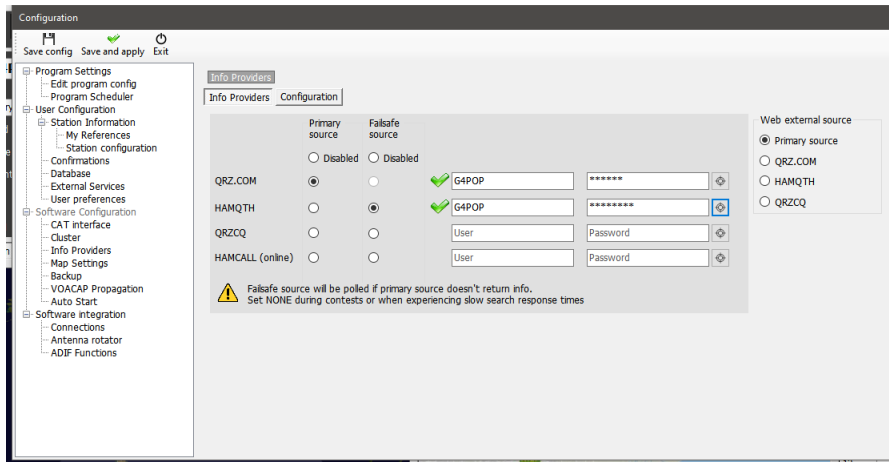 Configuration
Save config Save and apply Exit
Program Settings
Edit program config
Program Scheduler
User Configuration
Station Information
My References
Station configuration
Confirmations
Database
External Services
User preferences
Software Configuration
CAT interface
Cluster
Info Providers
Map Settings
Backup
VOACAP Propagation
Auto Start
Software integration
Connections
Antenna rotator
ADIF Functions
Info Providers
Info Providers Configuration
Primary source Failsafe source
Disabled Disabled
QRZ.COM G4POP ******
HAMQTH G4POP ********
QRZCQ User Password
HAMCALL (online) User Password
Failsafe source will be polled if primary source doesn't return info.
Set NONE during contests or when experiencing slow search response times
Web external source
Primary source
QRZ.COM
HAMQTH
QRZCQ